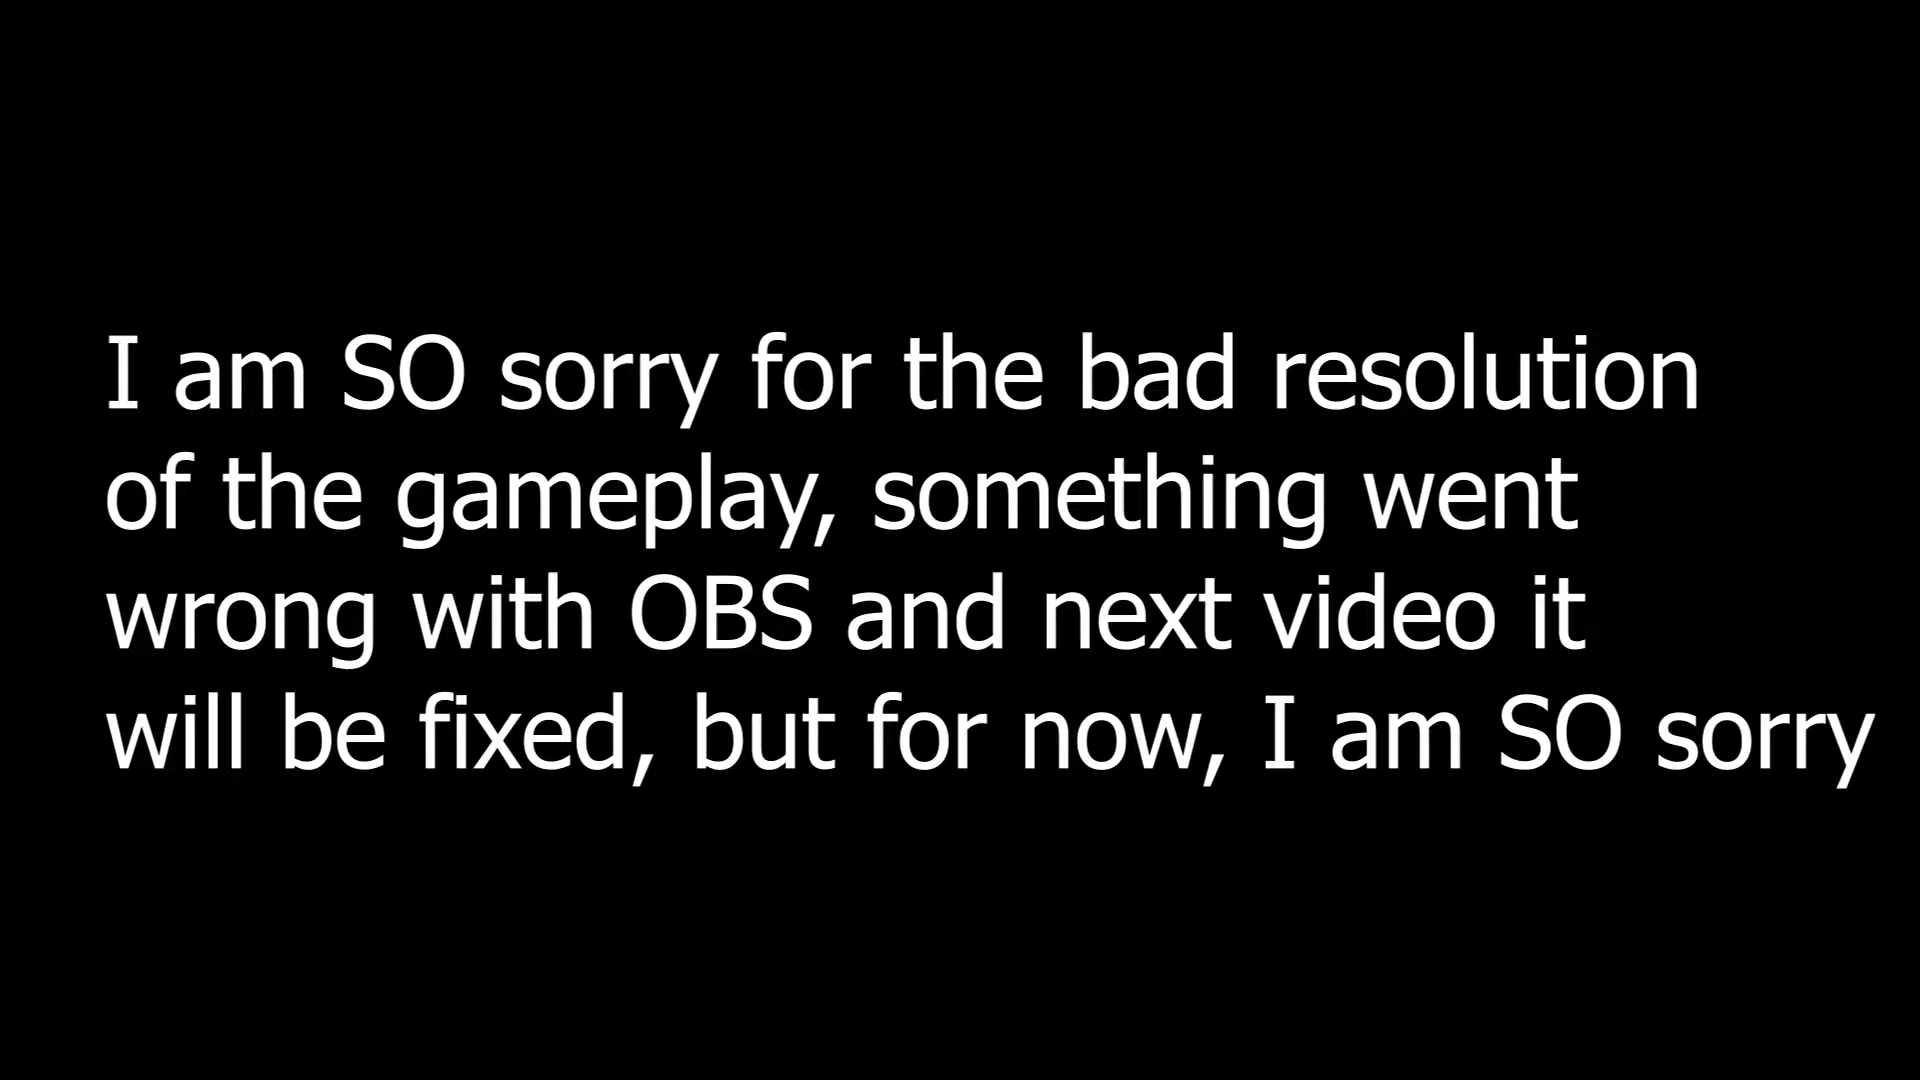 I am SO sorry for the bad resolution
of the gameplay, something went
wrong with OBS and next video it
will be fixed, but for now, I am SO sorry